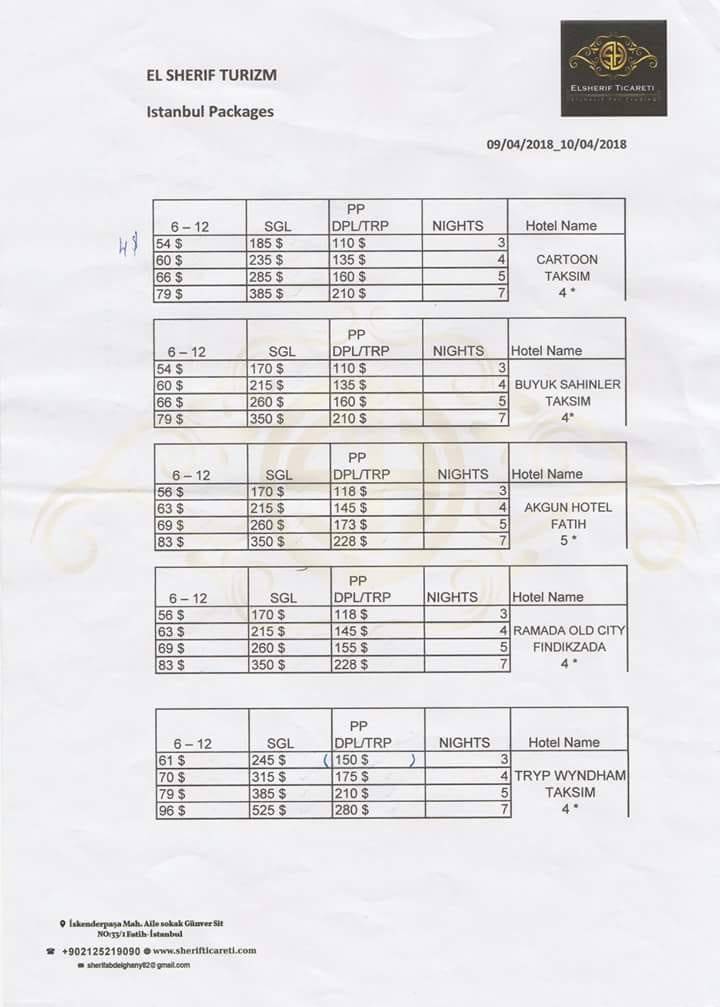 ELSHERIF TICARETI
EL SHERIF TURIZM
Istanbul Packages
09/04/2018_10/04/2018
6 – 12 SGL PP DPL/TRP NIGHTS Hotel Name
54 $ 185 $ 110 $ 3
60 $ 235 $ 135 $ 4 CARTOON
66 $ 285 $ 160 $ 5 TAKSIM
79 $ 385 $ 210 $ 7 4 *
6 – 12 SGL PP DPL/TRP NIGHTS Hotel Name
54 $ 170 $ 110 $ 3
60 $ 215 $ 135 $ 4 BUYUK SAHINLER
66 $ 260 $ 160 $ 5 TAKSIM
79 $ 350 $ 210 $ 7 4*
6 – 12 SGL PP DPL/TRP NIGHTS Hotel Name
56 $ 170 $ 118 $ 3
63 $ 215 $ 145 $ 4 AKGUN HOTEL
69 $ 260 $ 173 $ 5 FATIH
83 $ 350 $ 228 $ 7 5 *
6 – 12 SGL PP DPL/TRP NIGHTS Hotel Name
56 $ 170 $ 118 $ 3
63 $ 215 $ 145 $ 4 RAMADA OLD CITY
69 $ 260 $ 155 $ 5 FINDIKZADA
83 $ 350 $ 228 $ 7 4 *
6 – 12 SGL PP DPL/TRP NIGHTS Hotel Name
61 $ 245 $ ( 150 $ ) 3
70 $ 315 $ 175 $ 4 TRYP WYNDHAM
79 $ 385 $ 210 $ 5 TAKSIM
96 $ 525 $ 280 $ 7 4 *
İskenderpaşa Mah. Aile sokak Günver Sit
NO:33/1 Fatih-İstanbul
+902125219090 www.sherifticareti.com
sherifabdelghany82@gmail.com